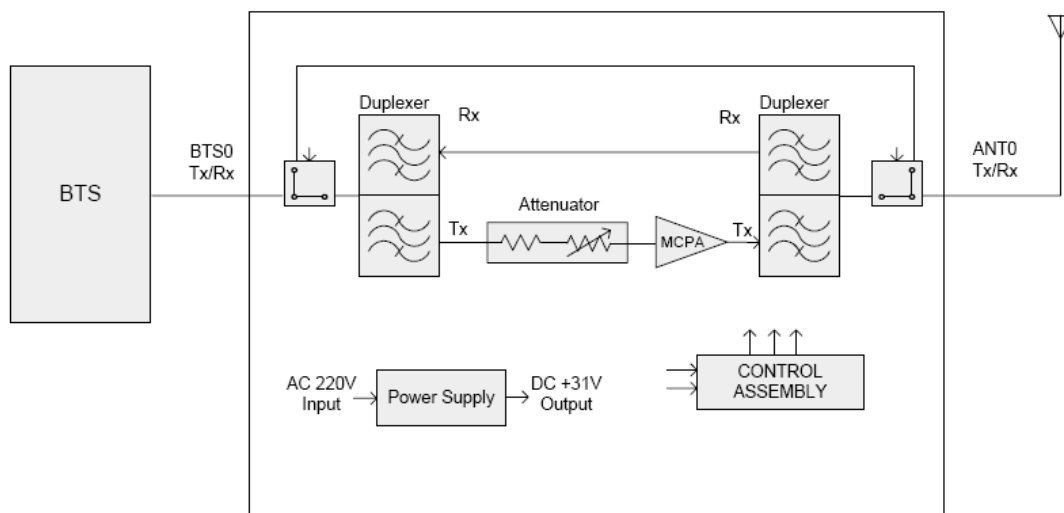 Duplexer
Duplexer
Rx
Rx
BTS0
Tx/Rx
ANT0
Tx/Rx
BTS
Attenuator
Tx
MCPA
Tx
AC 220V
Input
Power Supply
DC +31V
Output
CONTROL
ASSEMBLY